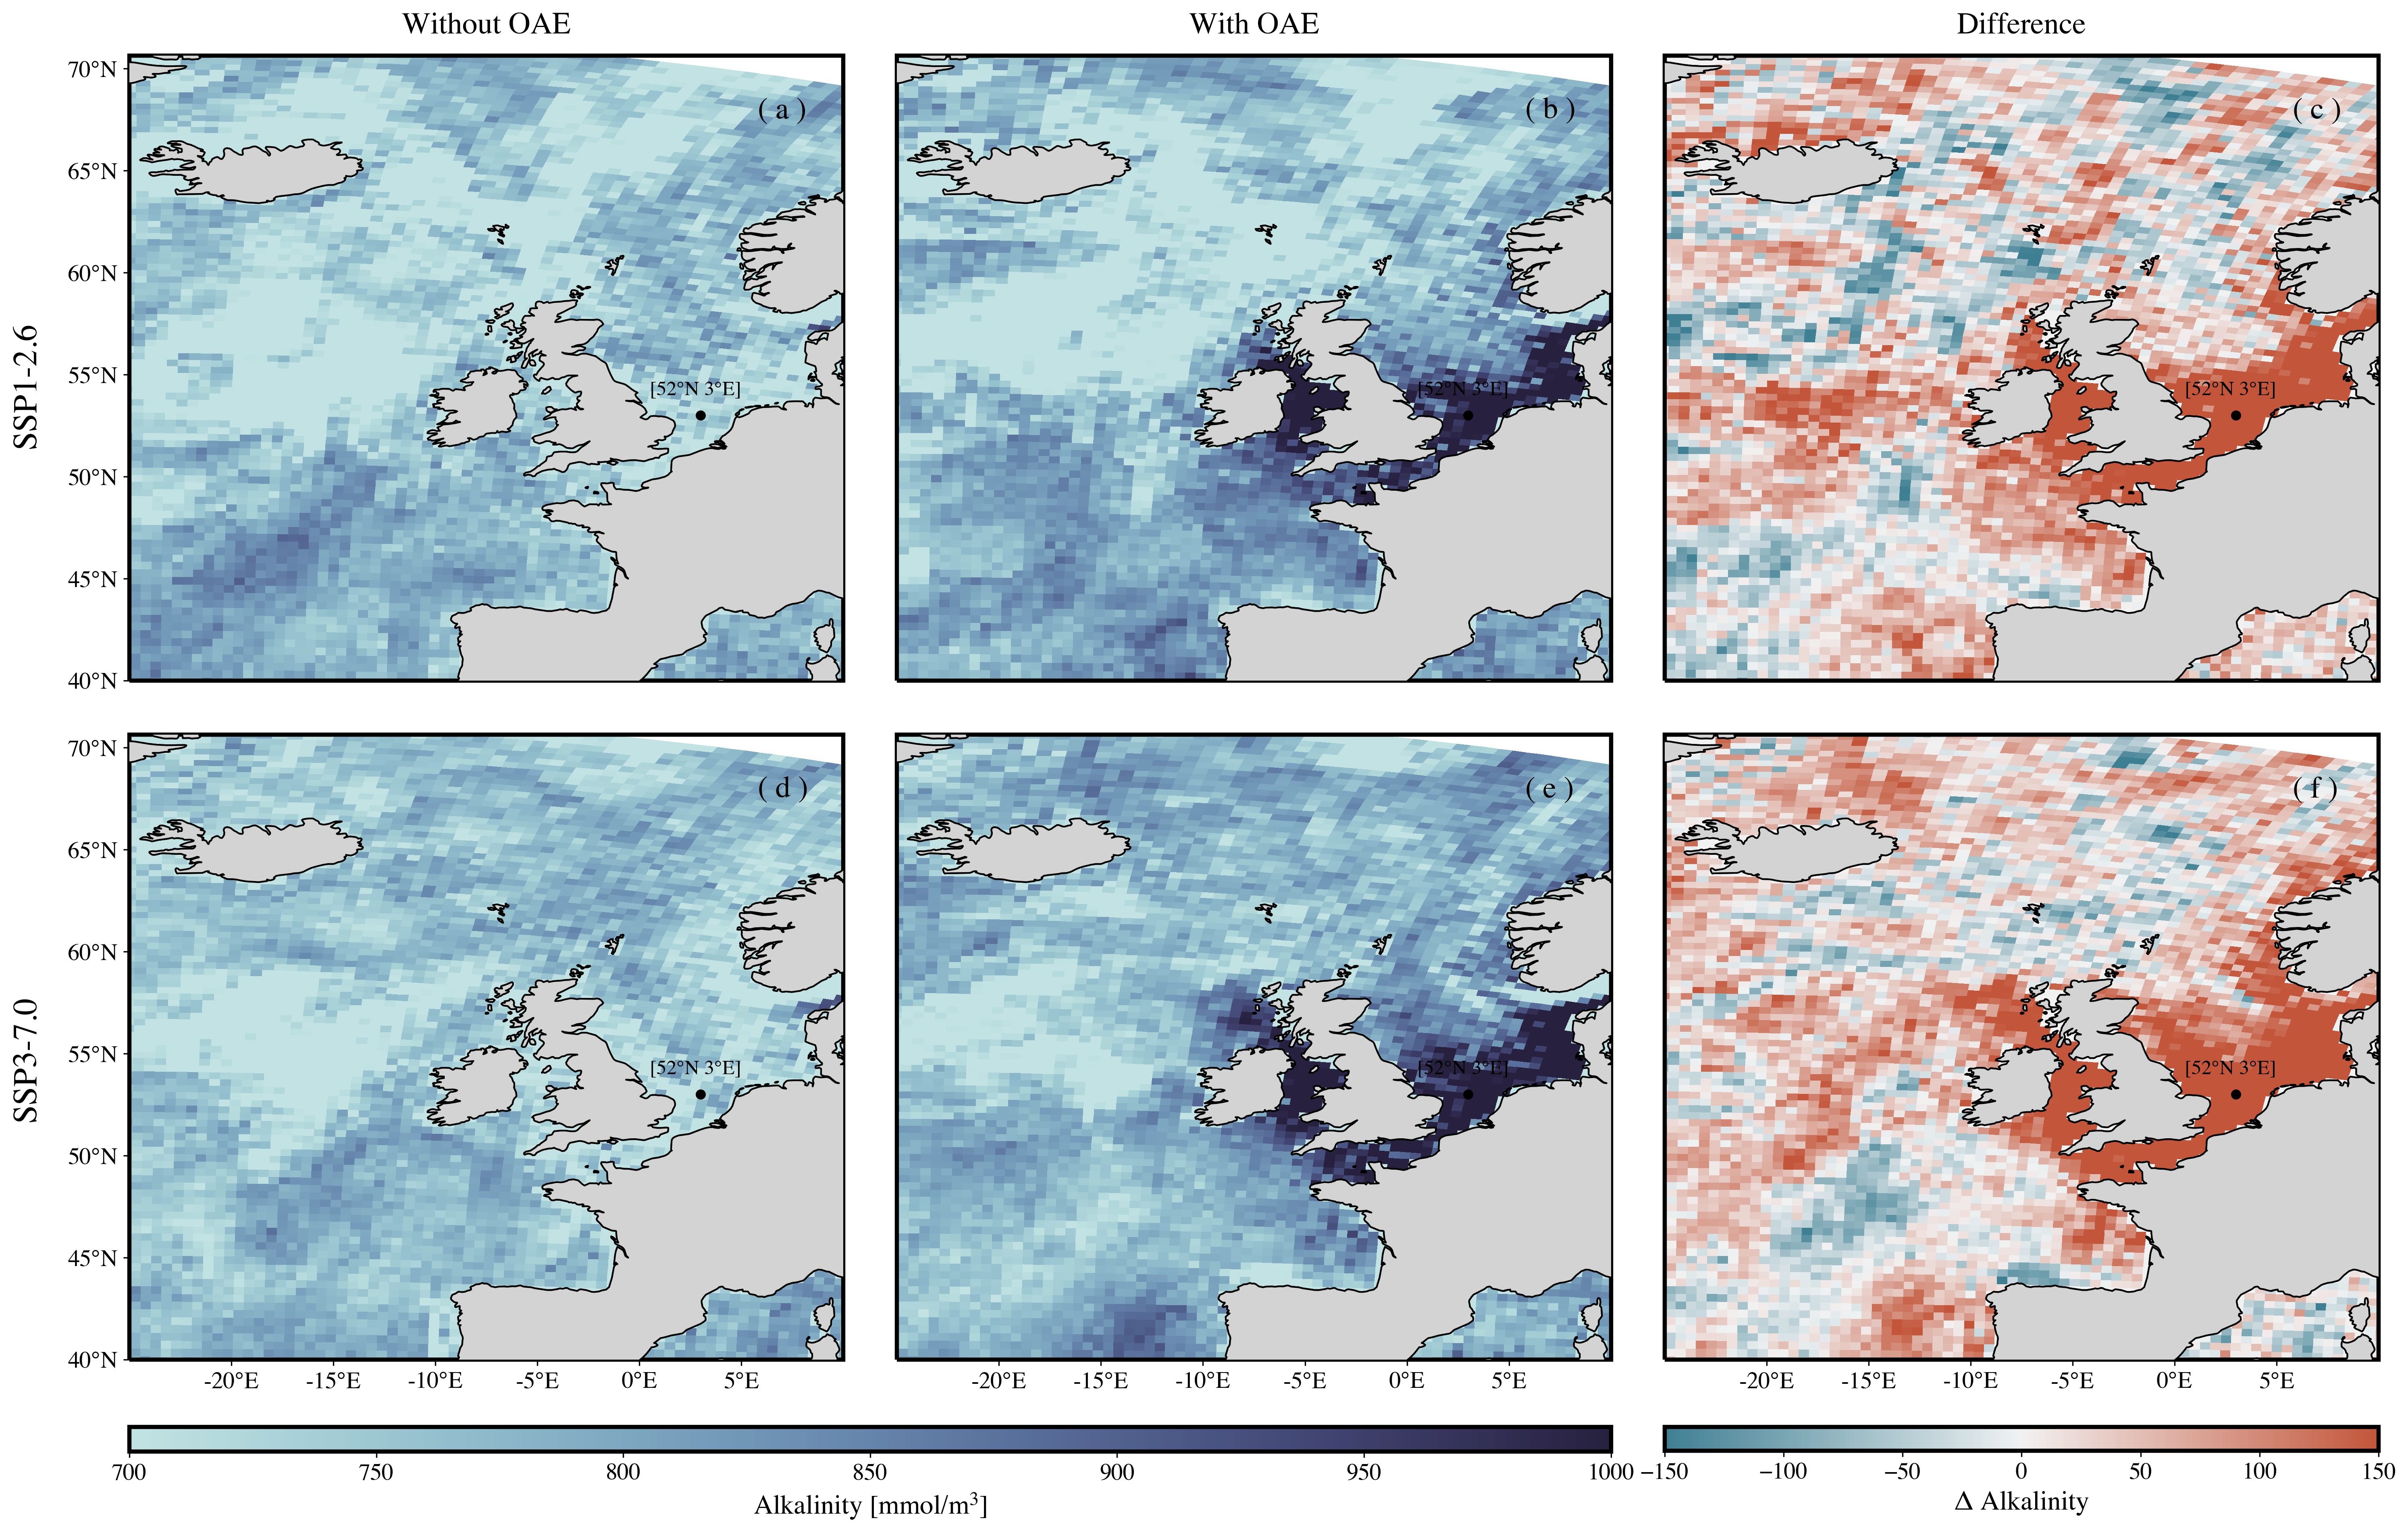 Without OAE
With OAE
Difference
SSP1-2.6
70°N
65°N
60°N
55°N
50°N
45°N
40°N
( a )
[52°N 3°E]
( b )
[52°N 3°E]
( c )
[52°N 3°E]
SSP3-7.0
70°N
65°N
60°N
55°N
50°N
45°N
40°N
( d )
[52°N 3°E]
( e )
[52°N 3°E]
( f )
[52°N 3°E]
-20°E -15°E -10°E -5°E 0°E 5°E
-20°E -15°E -10°E -5°E 0°E 5°E
-20°E -15°E -10°E -5°E 0°E 5°E
700 750 800 850 900 950 1000
Alkalinity [mmol/m³]
−150 −100 −50 0 50 100 150
Δ Alkalinity